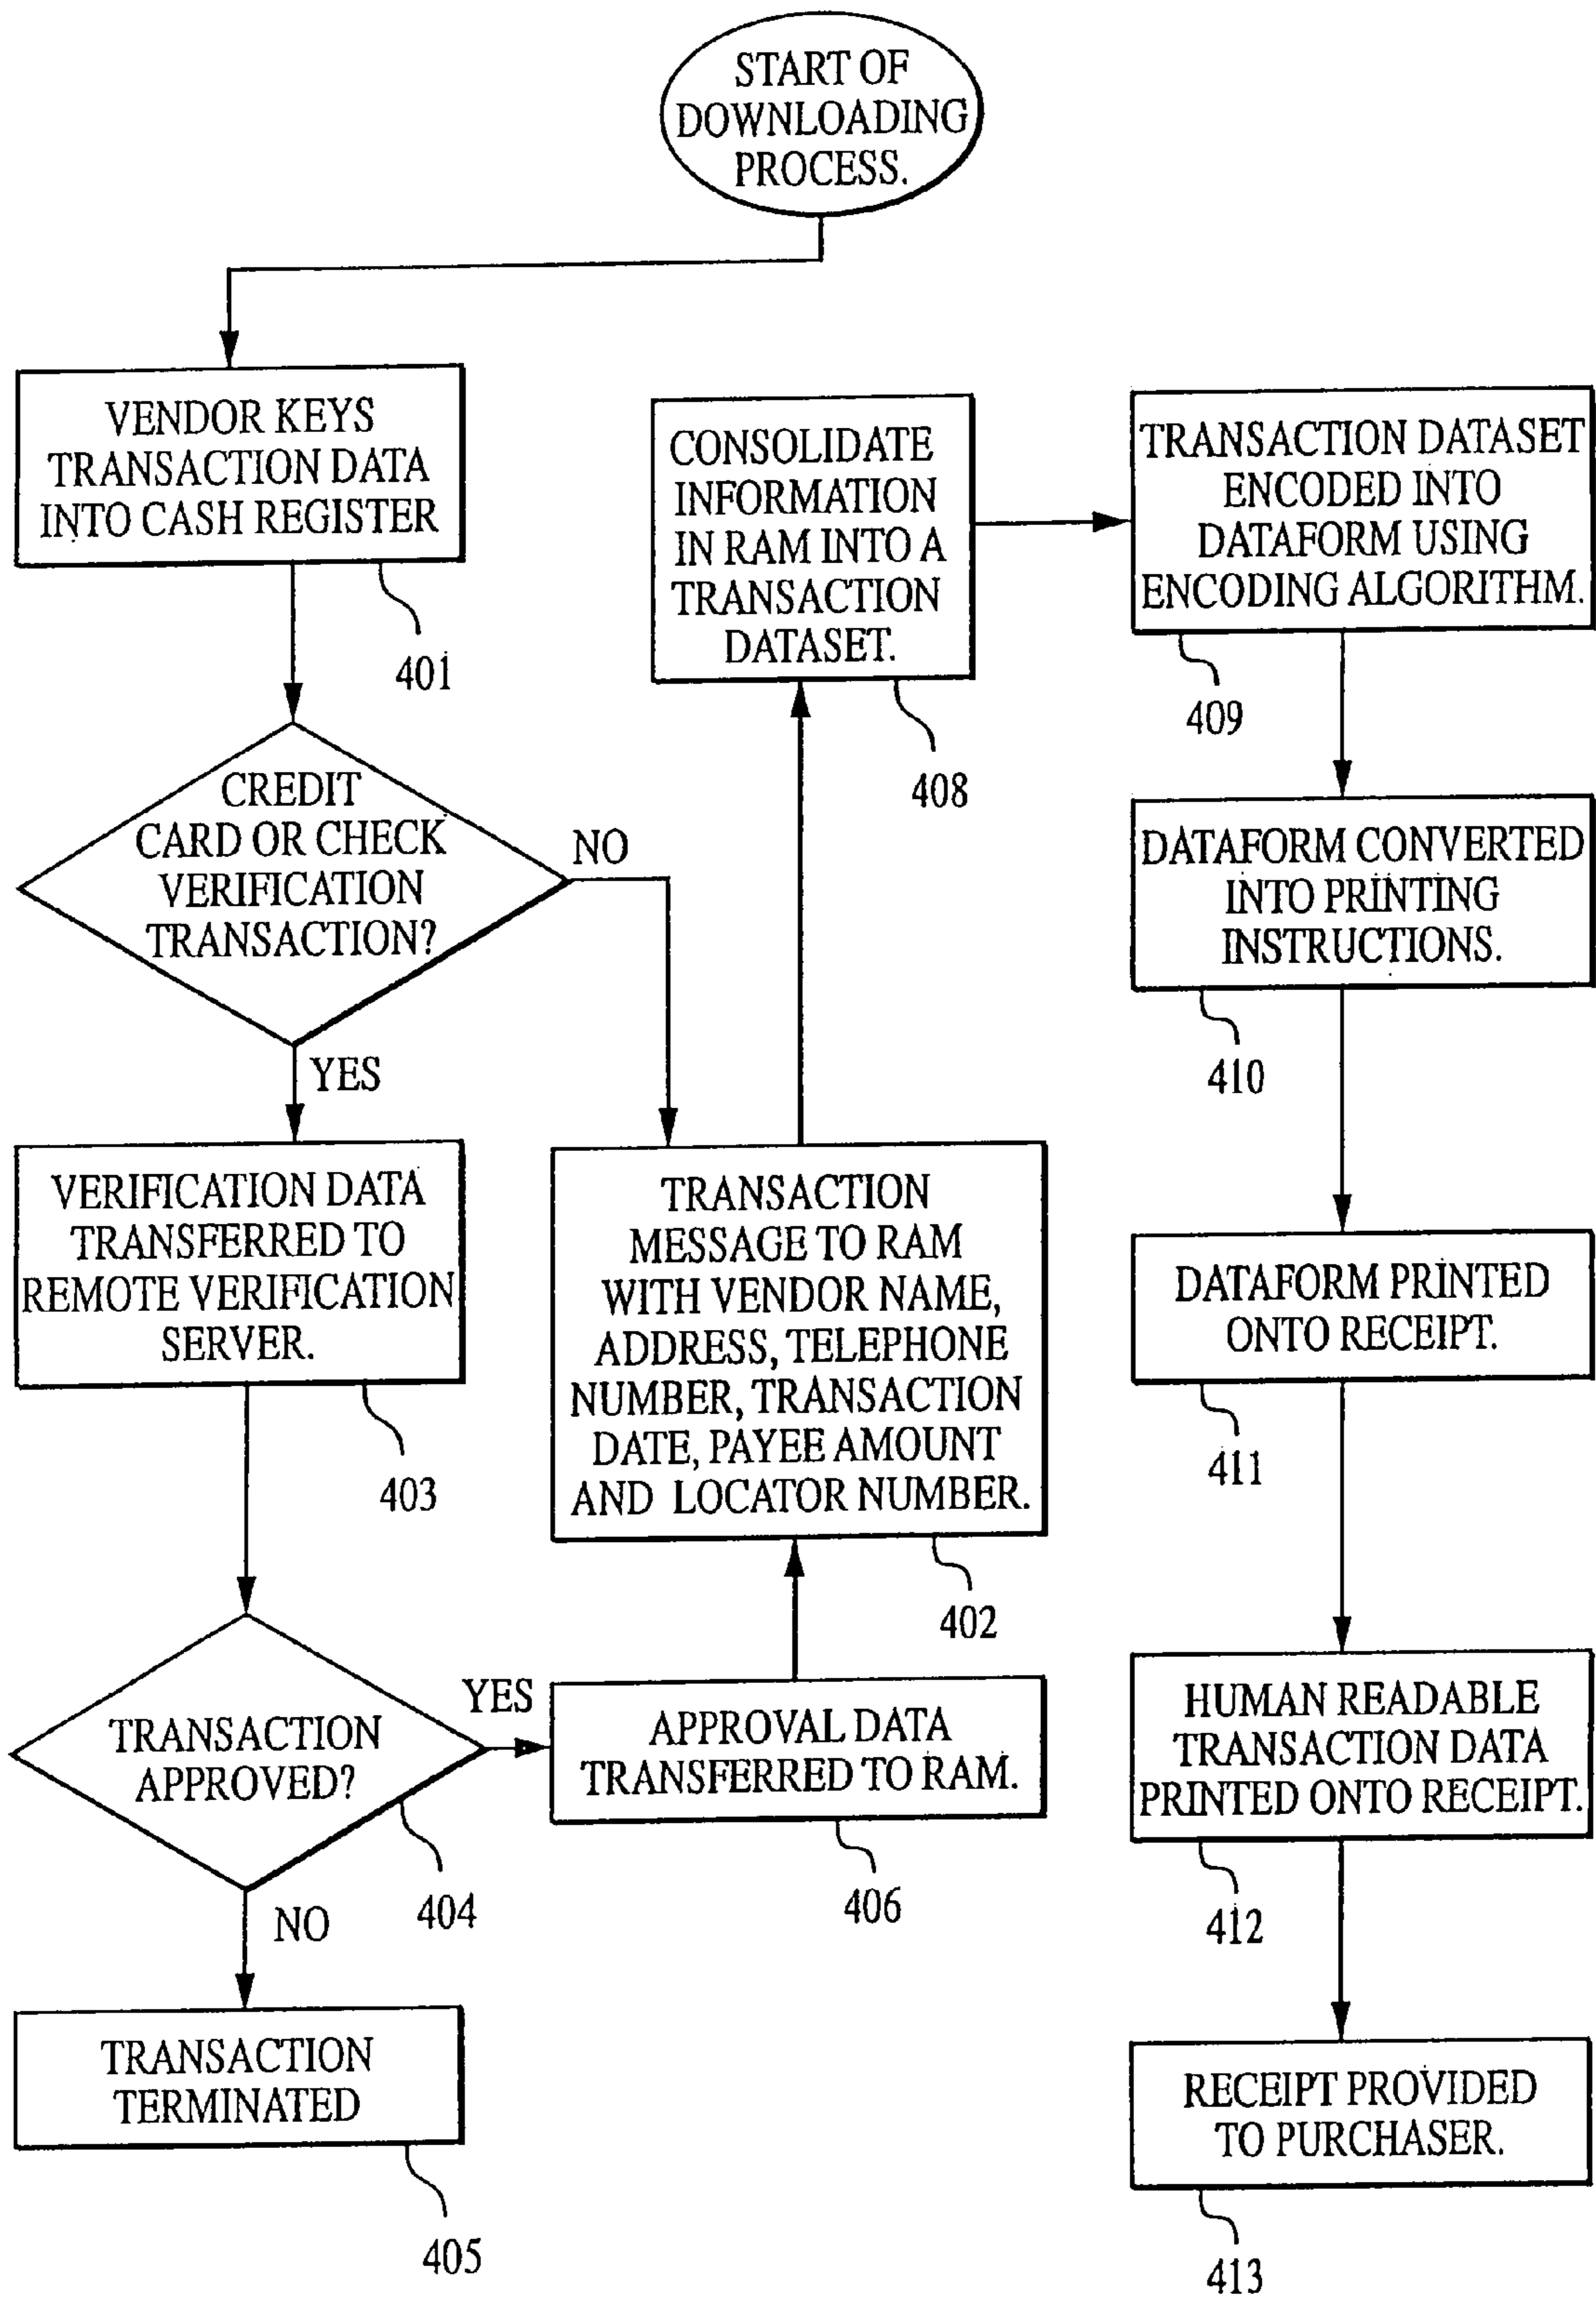 START OF
DOWNLOADING
PROCESS.
VENDOR KEYS
TRANSACTION DATA
INTO CASH REGISTER
401
CREDIT
CARD OR CHECK
VERIFICATION
TRANSACTION?
NO
YES
VERIFICATION DATA
TRANSFERRED TO
REMOTE VERIFICATION
SERVER.
403
TRANSACTION
APPROVED?
404
YES
NO
TRANSACTION
TERMINATED
405
APPROVAL DATA
TRANSFERRED TO RAM.
406
TRANSACTION
MESSAGE TO RAM
WITH VENDOR NAME,
ADDRESS, TELEPHONE
NUMBER, TRANSACTION
DATE, PAYEE AMOUNT
AND LOCATOR NUMBER.
402
CONSOLIDATE
INFORMATION
IN RAM INTO A
TRANSACTION
DATASET.
408
TRANSACTION DATASET
ENCODED INTO
DATAFORM USING
ENCODING ALGORITHM.
409
DATAFORM CONVERTED
INTO PRINTING
INSTRUCTIONS.
410
DATAFORM PRINTED
ONTO RECEIPT.
411
HUMAN READABLE
TRANSACTION DATA
PRINTED ONTO RECEIPT.
412
RECEIPT PROVIDED
TO PURCHASER.
413